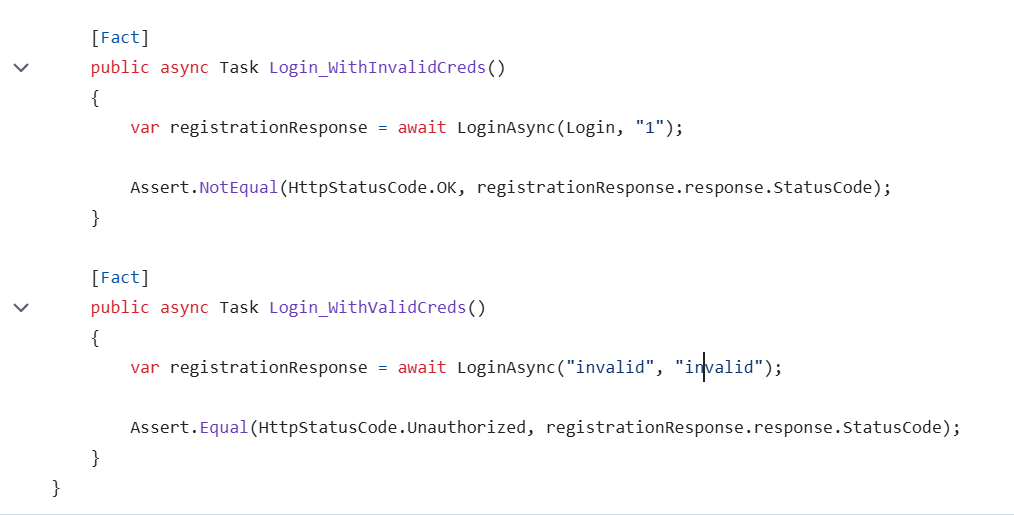 [Fact]
public async Task Login_WithInvalidCreds()
{
var registrationResponse = await LoginAsync(Login, "1");
Assert.NotEqual(HttpStatusCode.OK, registrationResponse.response.StatusCode);
}
[Fact]
public async Task Login_WithValidCreds()
{
var registrationResponse = await LoginAsync("invalid", "invalid");
Assert.Equal(HttpStatusCode.Unauthorized, registrationResponse.response.StatusCode);
}
}